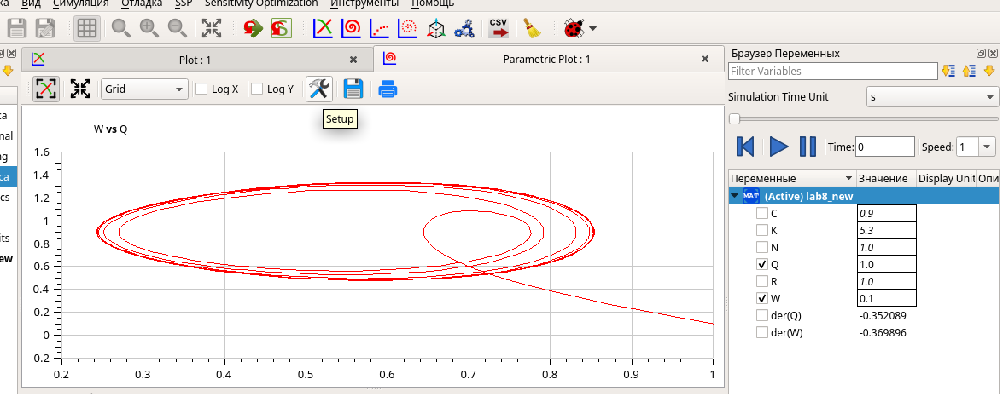 ка Вид Симуляция Отладка SSP Sensitivity Optimization Инструменты Помощь
CSV
Plot : 1
Parametric Plot : 1
Grid
Log X
Log Y
Setup
W vs Q
1.6
1.4
1.2
1
0.8
0.6
0.4
0.2
0
-0.2
0.2 0.3 0.4 0.5 0.6 0.7 0.8 0.9 1
ta
nal
ng
ca
cs
its
ew
Браузер Переменных
Filter Variables
Simulation Time Unit s
Time: 0 Speed: 1
Переменные Значение Display Unit Опи
MAT (Active) lab8_new
C 0.9
K 5.3
N 1.0
Q 1.0
R 1.0
W 0.1
der(Q) -0.352089
der(W) -0.369896